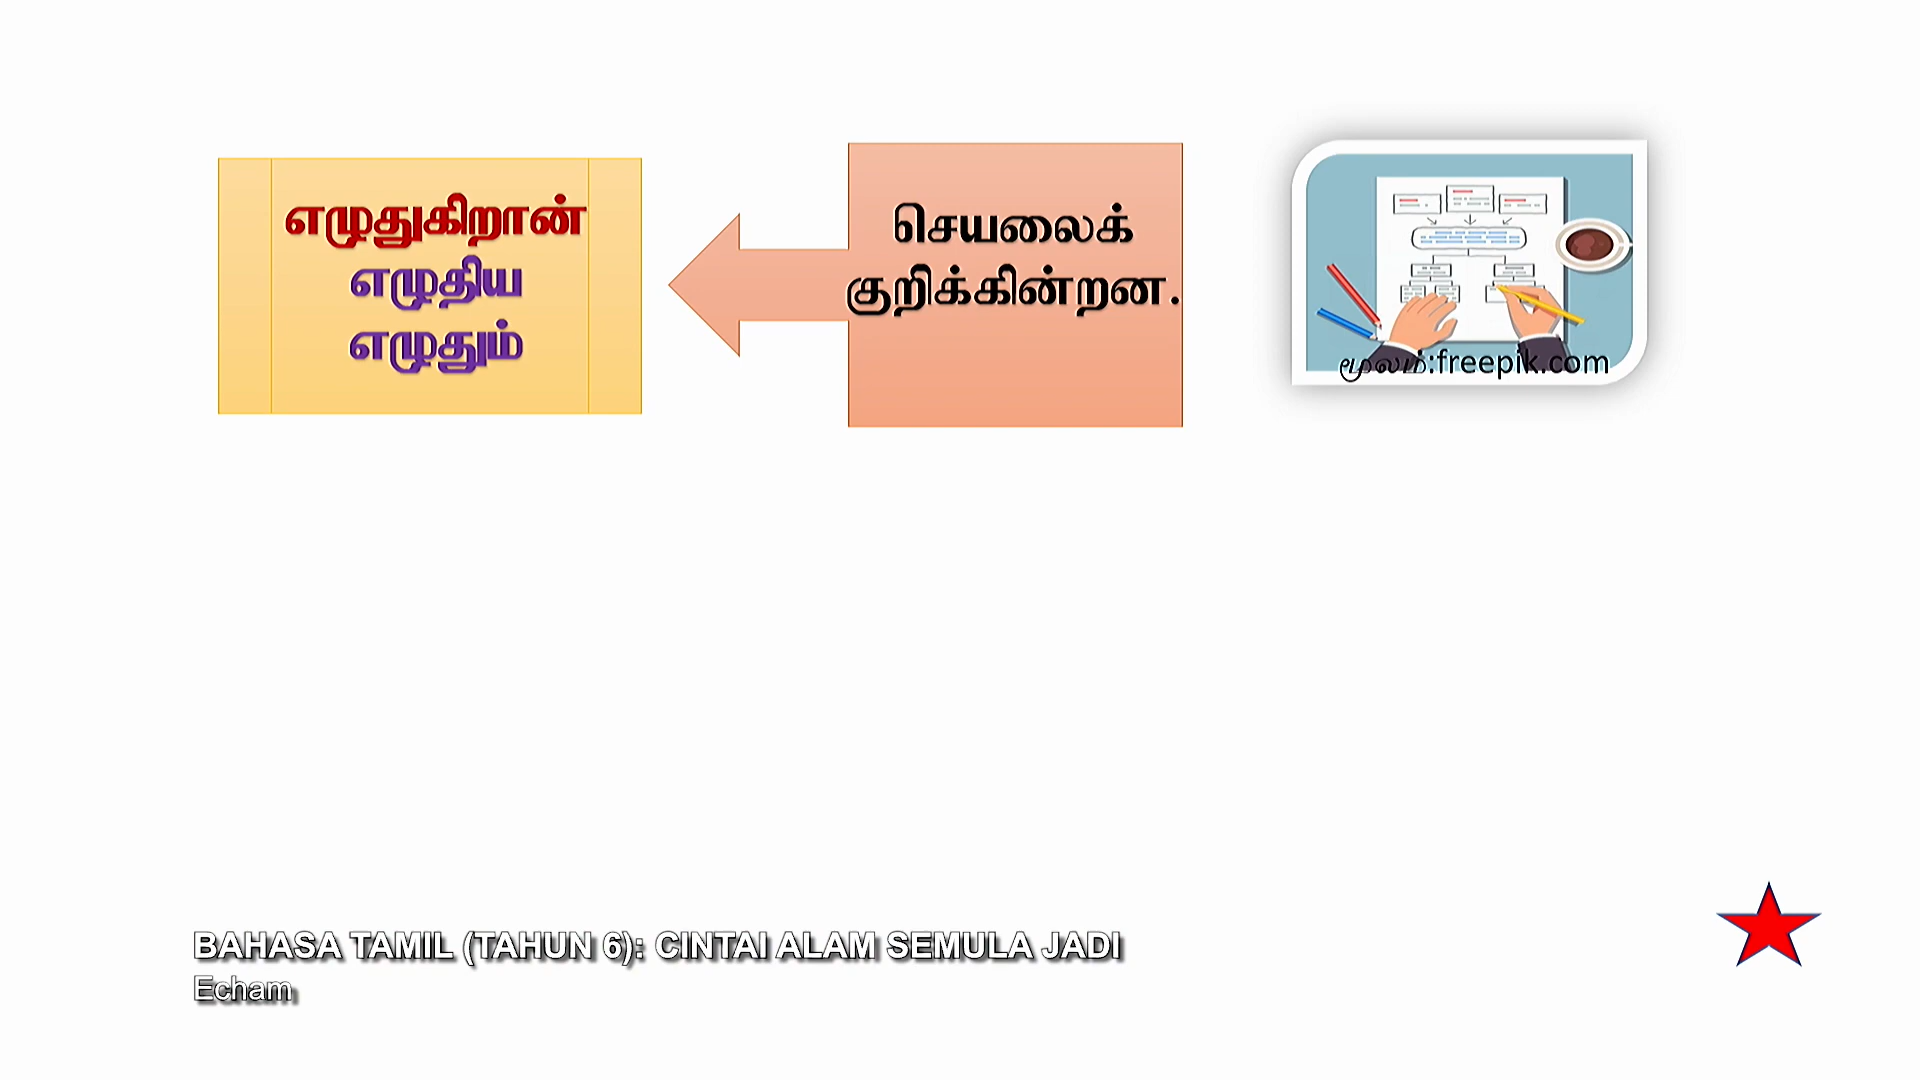 எழுதுகிறான்
எழுதிய
எழுதும்
செயலைக்
குறிக்கின்றன.
மூலம்:freepik.com
BAHASA TAMIL (TAHUN 6): CINTAI ALAM SEMULA JADI
Echam